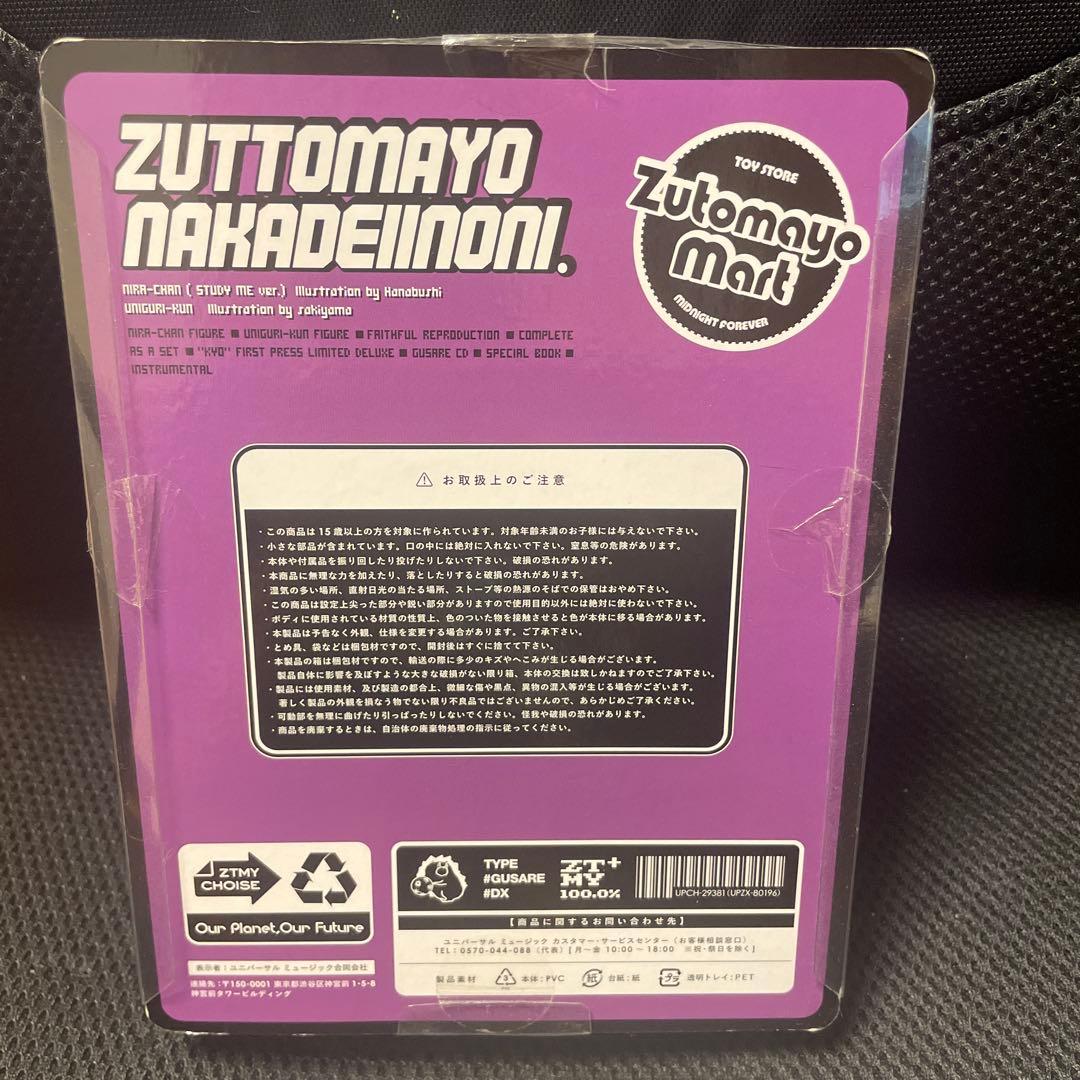 ZUTTOMAYO
NAKADEIINONI.
TOY STORE
Zutomayo
Mart
MIDNIGHT FOREVER
NIRA-CHAN ( STUDY ME ver.) Illustration by Hanabushi
UNIGURI-KUN Illustration by sakiyama
NIRA-CHAN FIGURE ■ UNIGURI-KUN FIGURE ■ FAITHFUL REPRODUCTION ■ COMPLETE
AS A SET ■ "KYO" FIRST PRESS LIMITED DELUXE ■ GUSARE CD ■ SPECIAL BOOK ■
INSTRUMENTAL
⚠ お取扱上のご注意
・この商品は15歳以上の方を対象に作られています。対象年齢未満のお子様には与えないで下さい。
・小さな部品が含まれています。口の中には絶対に入れないで下さい。窒息等の危険があります。
・本体や付属品を振り回したり投げたりしないで下さい。破損の恐れがあります。
・本商品に無理な力を加えたり、落としたりすると破損の恐れがあります。
・湿気の多い場所、直射日光の当たる場所、ストーブ等の熱源のそばでの保管はおやめ下さい。
・この商品は設定上尖った部分や鋭い部分がありますので使用目的以外には絶対に使わないで下さい。
・ボディに使用されている材質の性質上、色のついた物を接触させると色が本体に移る場合があります。
・本製品は予告なく外観、仕様を変更する場合があります。ご了承下さい。
・とめ具、袋などは梱包材ですので、開封後はすぐに捨てて下さい。
・本製品の箱は梱包材ですので、輸送の際に多少のキズやへこみが生じる場合がございます。
製品自体に影響を及ぼすような大きな破損がない限り箱、本体の交換は致しかねますのでご了承下さい。
・製品には使用素材、及び製造の都合上、微細な傷や黒点、異物の混入等が生じる場合がございます。
著しく製品の外観を損なう物でない限り不良品ではございませんので、あらかじめご了承ください。
・可動部を無理に曲げたり引っぱったりしないでください。怪我や破損の恐れがあります。
・商品を廃棄するときは、自治体の廃棄物処理の指示に従ってください。
ZTMY
CHOISE
Our Planet,Our Future
表示者：ユニバーサル ミュージック合同会社
連絡先：〒150-0001 東京都渋谷区神宮前1-5-8
神宮前タワービルディング
TYPE
#GUSARE
#DX
ZT+
MY
100.0%
UPCH-29381(UPZX-80196)
【商品に関するお問い合わせ先】
ユニバーサル ミュージック カスタマー・サービスセンター（お客様相談窓口）
TEL：0570-044-088（代表）[月〜金 10:00 〜 18:00 ※祝・祭日を除く]
製品素材 3 PVC 本体：PVC 紙 台紙：紙 プラ 透明トレイ：PET